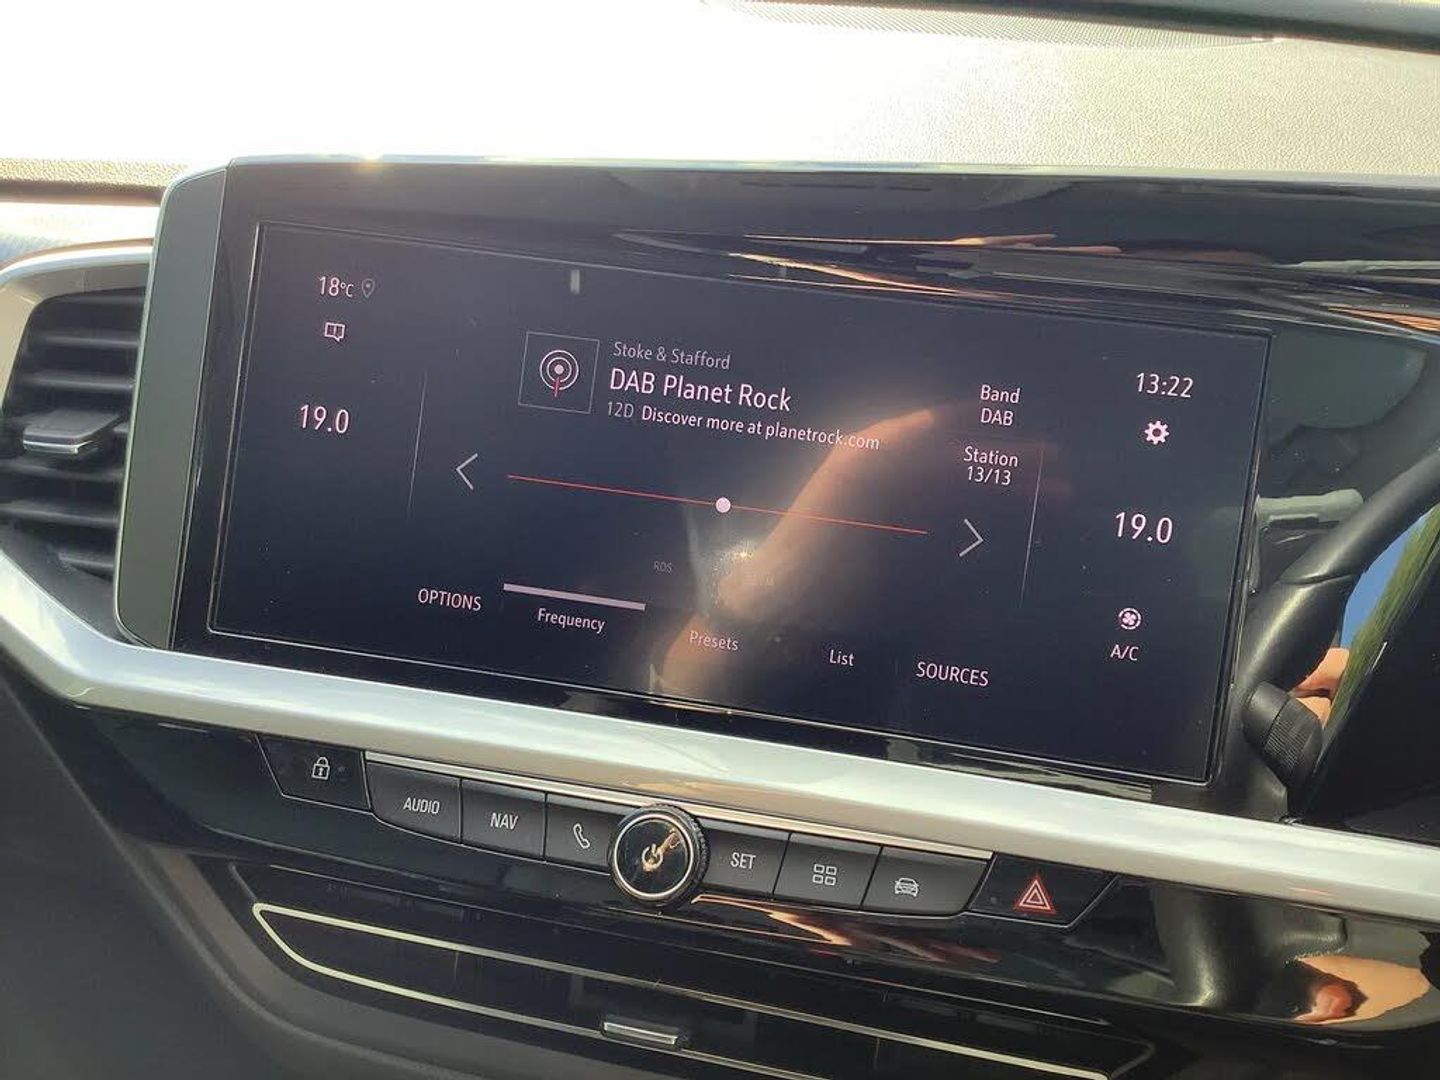 18°C
19.0
Stoke & Stafford
DAB Planet Rock
12D Discover more at planetrock.com
Band
DAB
Station
13/13
13:22
19.0
RDS
OPTIONS
Frequency
Presets
List
SOURCES
A/C
AUDIO
NAV
SET